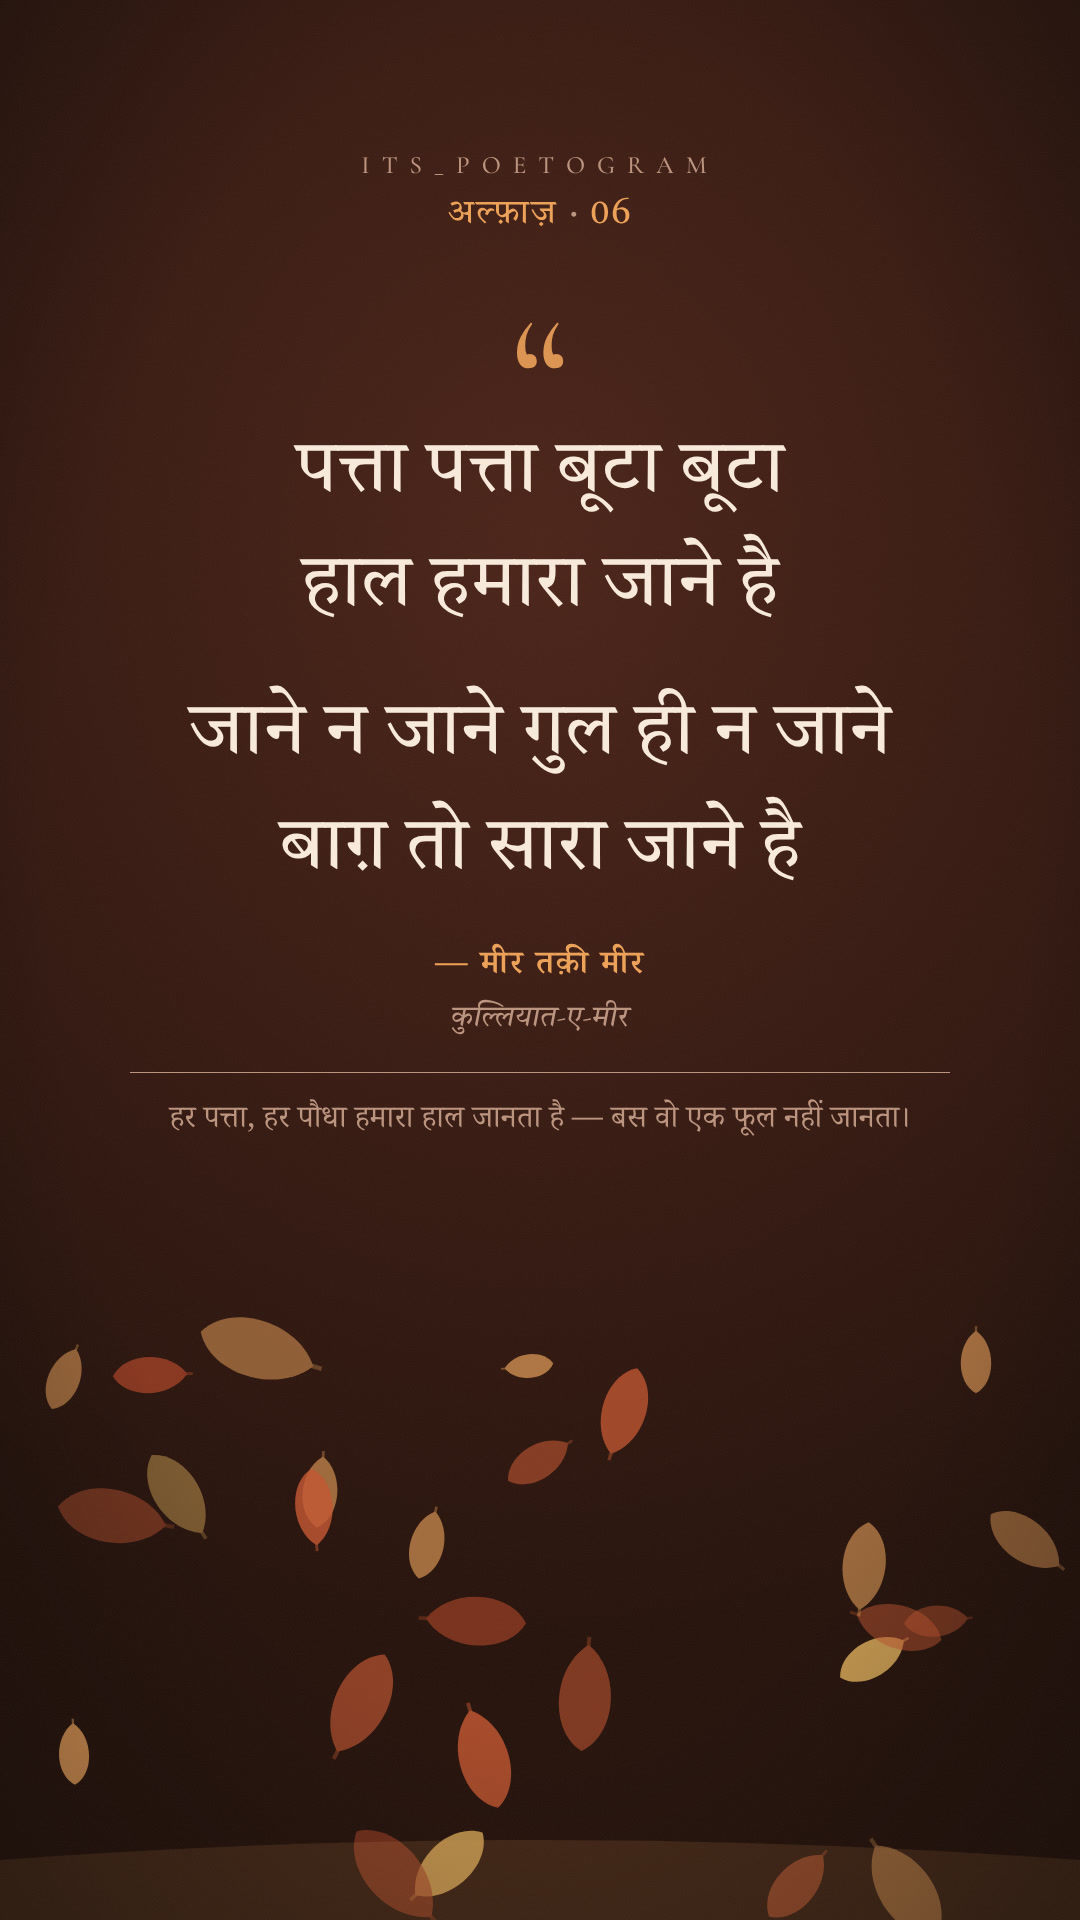 ITS_POETOGRAM
अल्फ़ाज़ · 06
“
पत्ता पत्ता बूटा बूटा
हाल हमारा जाने है
जाने न जाने गुल ही न जाने
बाग़ तो सारा जाने है
— मीर तक़ी मीर
कुल्लियात-ए-मीर
हर पत्ता, हर पौधा हमारा हाल जानता है — बस वो एक फूल नहीं जानता।